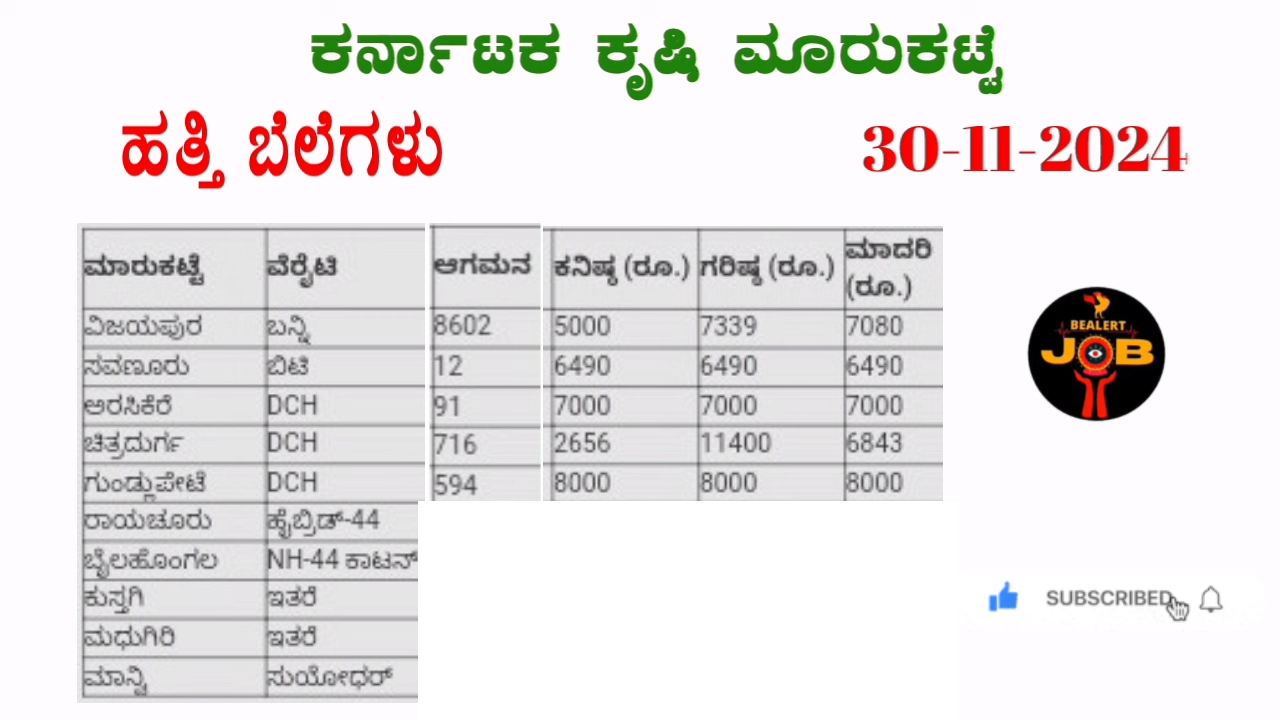 ಕರ್ನಾಟಕ ಕೃಷಿ ಮಾರುಕಟ್ಟೆ
ಹತ್ತಿ ಬೆಲೆಗಳು 30-11-2024
ಮಾರುಕಟ್ಟೆ ವೆರೈಟಿ ಆಗಮನ ಕನಿಷ್ಠ (ರೂ.) ಗರಿಷ್ಠ (ರೂ.) ಮಾದರಿ (ರೂ.)
ವಿಜಯಪುರ ಬನ್ನಿ 8602 5000 7339 7080
ಸವಣೂರು ಬಿಟಿ 12 6490 6490 6490
ಅರಸಿಕೆರೆ DCH 91 7000 7000 7000
ಚಿತ್ರದುರ್ಗ DCH 716 2656 11400 6843
ಗುಂಡ್ಲುಪೇಟೆ DCH 594 8000 8000 8000
ರಾಯಚೂರು ಹೈಬ್ರಿಡ್-44
ಬೈಲಹೊಂಗಲ NH-44 ಕಾಟನ್
ಕುಸ್ತಗಿ ಇತರೆ
ಮಧುಗಿರಿ ಇತರೆ
ಮಾನ್ವಿ ಸುಯೋಧರ್
BEALERT
JOB
SUBSCRIBED